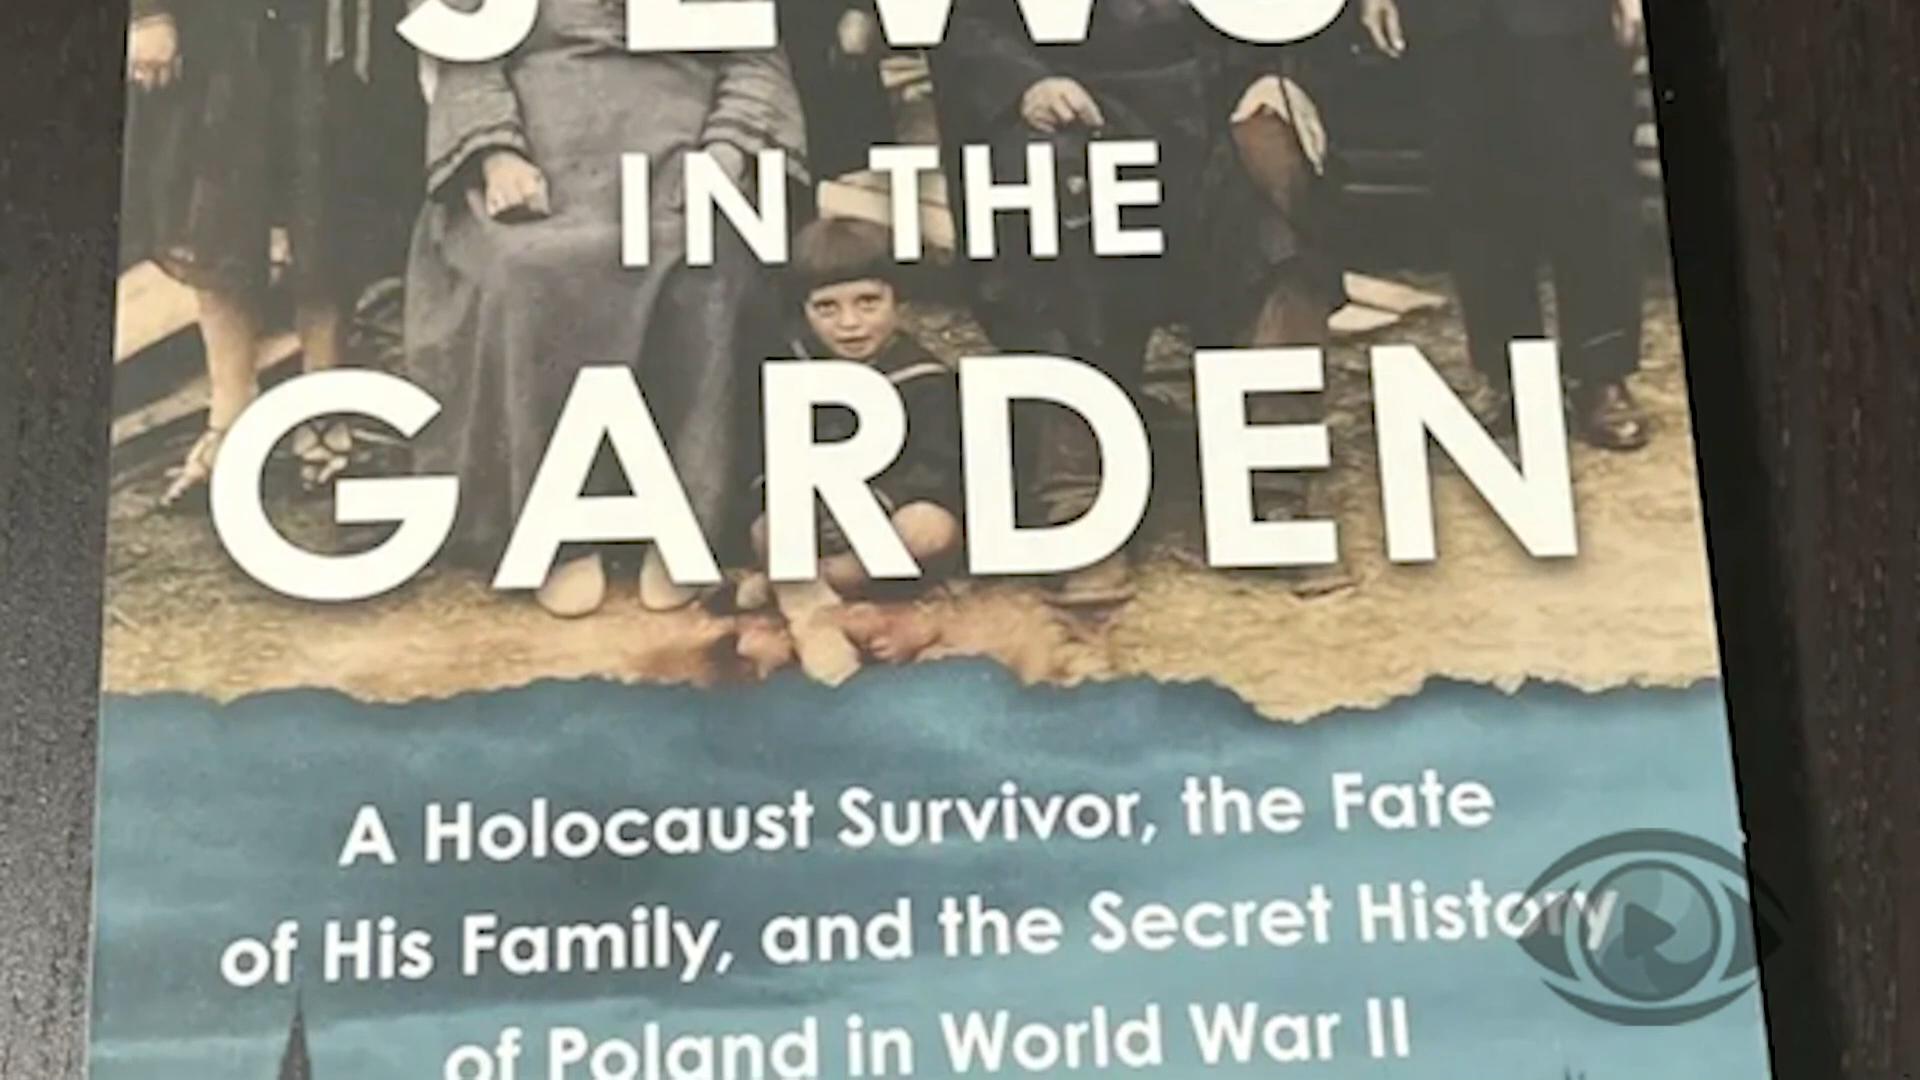 JEWS
IN THE
GARDEN
A Holocaust Survivor, the Fate
of His Family, and the Secret History
of Poland in World War II